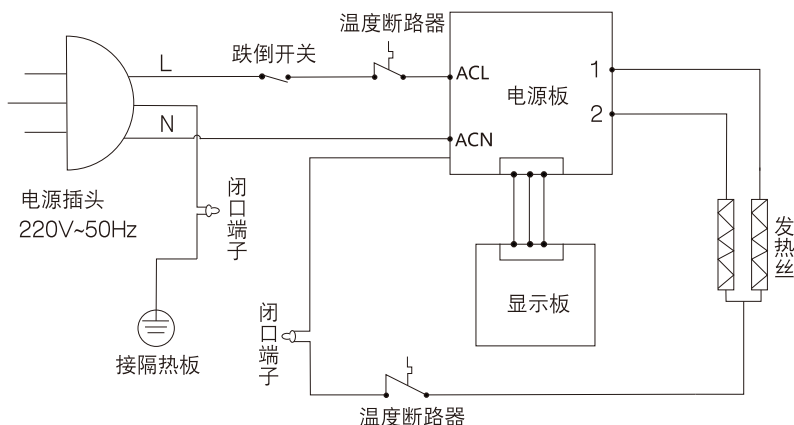 温度断路器
跌倒开关
L
ACL
电源板
1
2
N
ACN
电源插头
220V~50Hz
闭口端子
发热丝
显示板
闭口端子
接隔热板
温度断路器